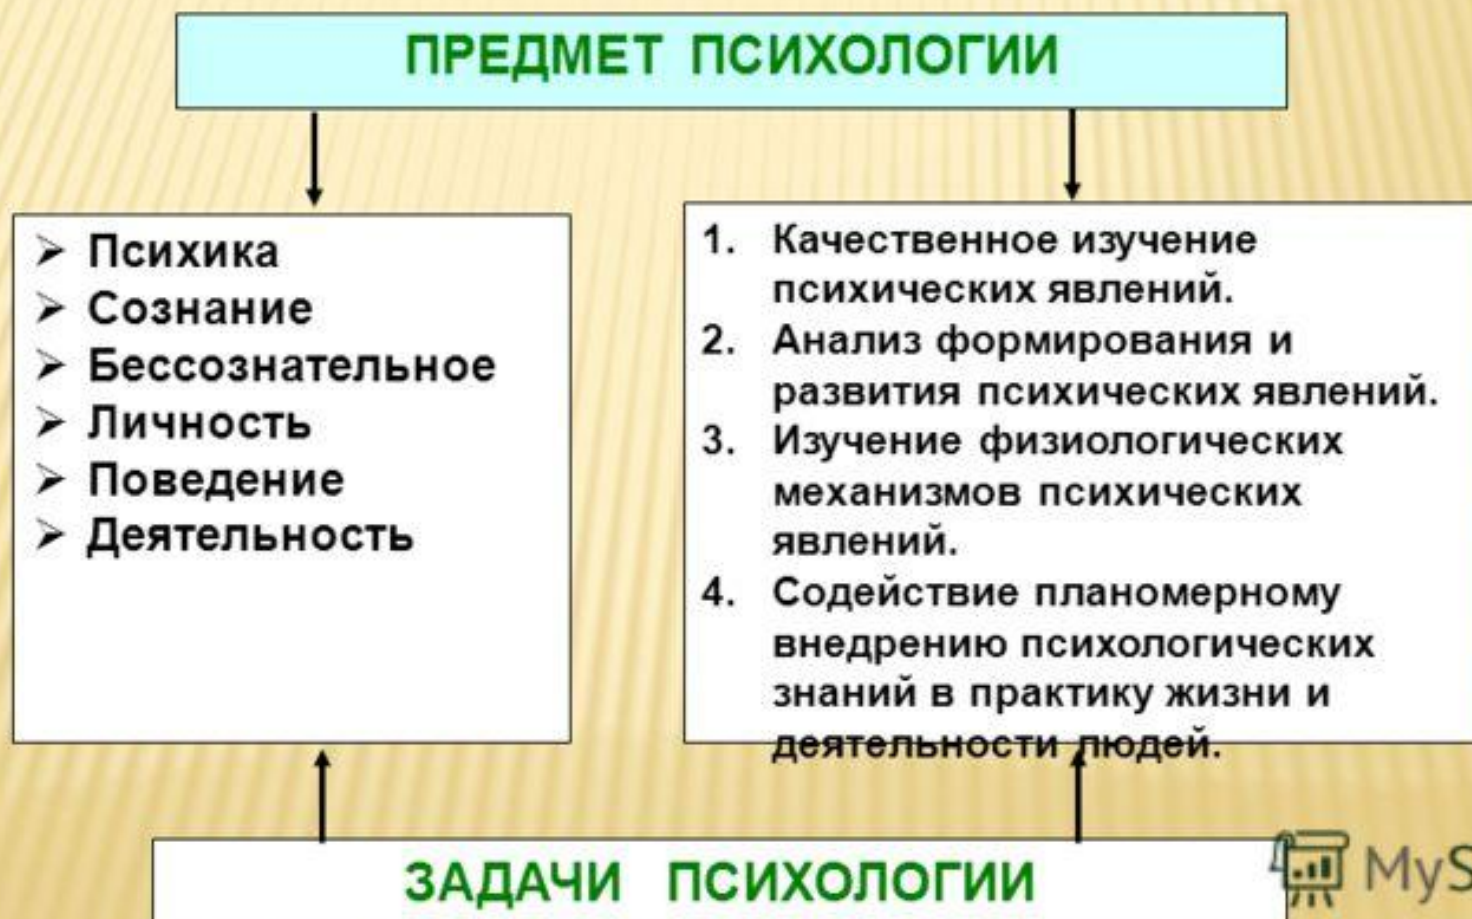 ПРЕДМЕТ ПСИХОЛОГИИ
Психика
Сознание
Бессознательное
Личность
Поведение
Деятельность
1. Качественное изучение
психических явлений.
2. Анализ формирования и
развития психических явлений.
3. Изучение физиологических
механизмов психических
явлений.
4. Содействие планомерному
внедрению психологических
знаний в практику жизни и
деятельности людей.
ЗАДАЧИ ПСИХОЛОГИИ
MyS